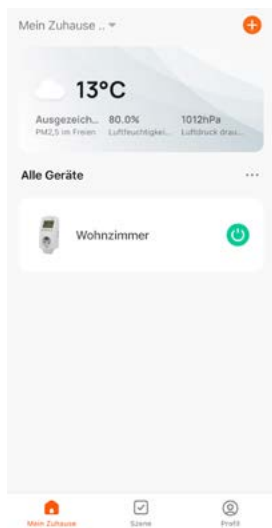 Mein Zuhause ..
13°C
Ausgezeich.. 80.0% 1012hPa
PM2,5 im Freien Luftfeuchtigkei... Luftdruck drau...
Alle Geräte ...
Wohnzimmer
Mein Zuhause Szene Profil